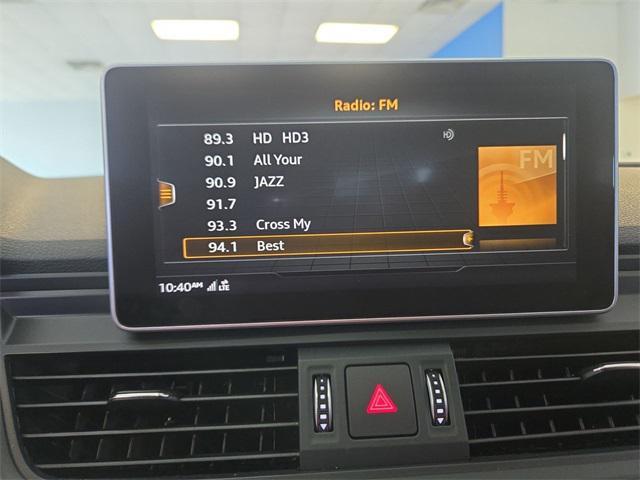 Radio: FM
89.3 HD HD3
90.1 All Your
90.9 JAZZ
91.7
93.3 Cross My
94.1 Best
FM
10:40AM LTE